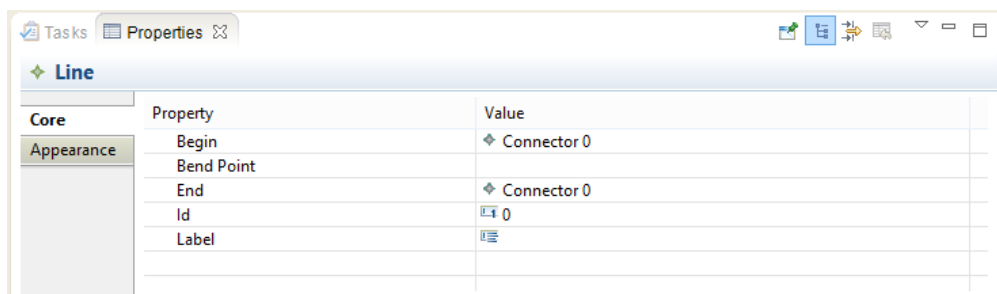 Tasks Properties
Line
Core
Appearance
Property Value
Begin Connector 0
Bend Point
End Connector 0
Id 0
Label